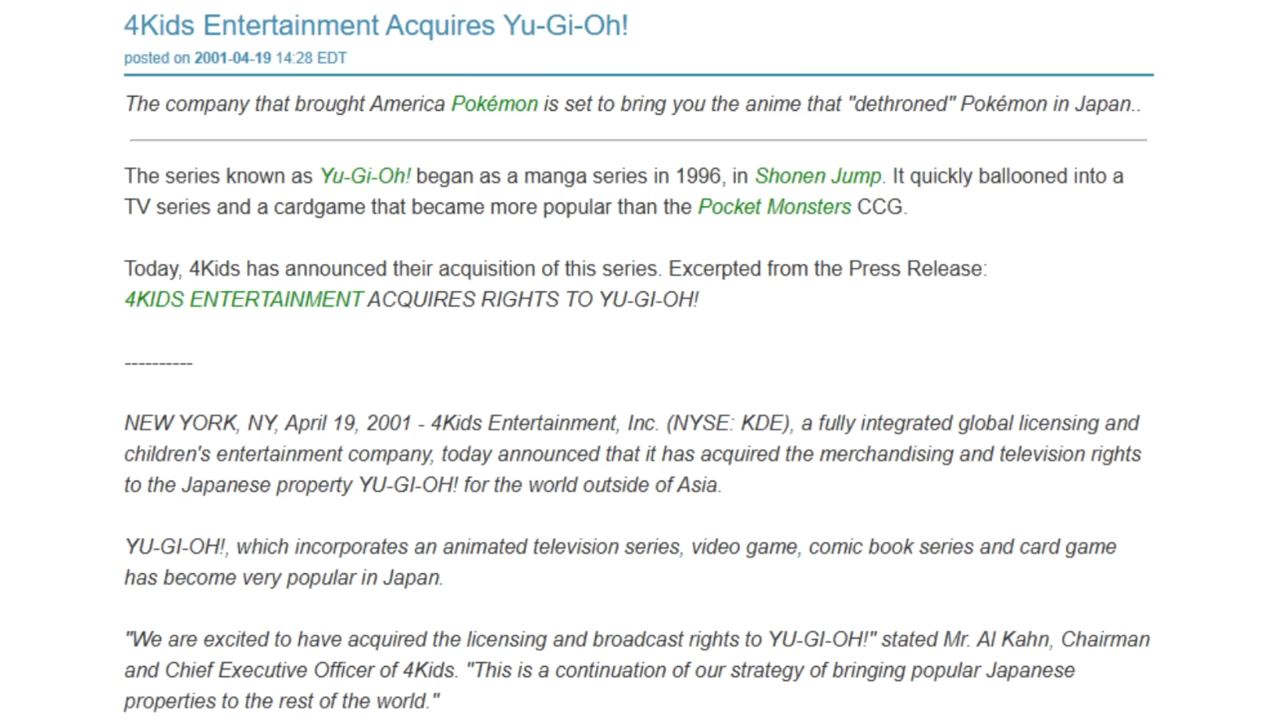 4Kids Entertainment Acquires Yu-Gi-Oh!
posted on 2001-04-19 14:28 EDT
The company that brought America Pokémon is set to bring you the anime that "dethroned" Pokémon in Japan..
The series known as Yu-Gi-Oh! began as a manga series in 1996, in Shonen Jump. It quickly ballooned into a
TV series and a cardgame that became more popular than the Pocket Monsters CCG.
Today, 4Kids has announced their acquisition of this series. Excerpted from the Press Release:
4KIDS ENTERTAINMENT ACQUIRES RIGHTS TO YU-GI-OH!
----------
NEW YORK, NY, April 19, 2001 - 4Kids Entertainment, Inc. (NYSE: KDE), a fully integrated global licensing and
children's entertainment company, today announced that it has acquired the merchandising and television rights
to the Japanese property YU-GI-OH! for the world outside of Asia.
YU-GI-OH!, which incorporates an animated television series, video game, comic book series and card game
has become very popular in Japan.
"We are excited to have acquired the licensing and broadcast rights to YU-GI-OH!" stated Mr. Al Kahn, Chairman
and Chief Executive Officer of 4Kids. "This is a continuation of our strategy of bringing popular Japanese
properties to the rest of the world."